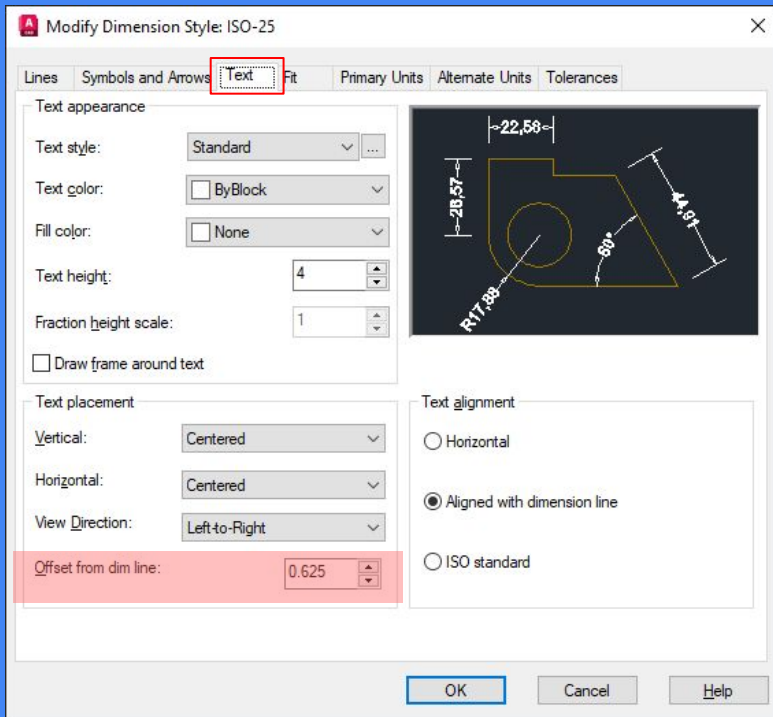 A
CAD
Modify Dimension Style: ISO-25
Lines Symbols and Arrows Text Fit Primary Units Alternate Units Tolerances
Text appearance
Text style: Standard ...
Text color: ByBlock
Fill color: None
Text height: 4
Fraction height scale: 1
Draw frame around text
22,58
26,57
44,91
60°
R17,88
Text placement
Vertical: Centered
Horizontal: Centered
View Direction: Left-to-Right
Offset from dim line: 0.625
Text alignment
Horizontal
Aligned with dimension line
ISO standard
OK Cancel Help